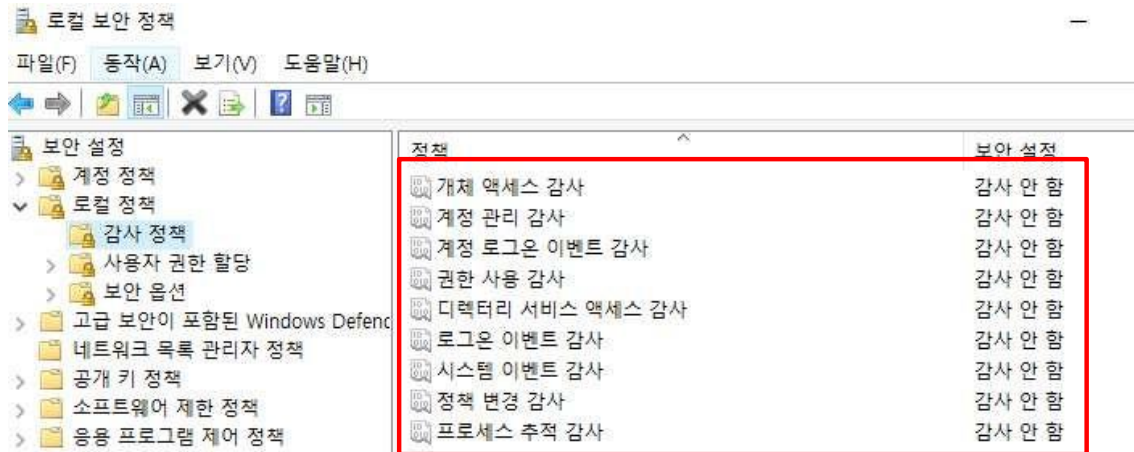 로컬 보안 정책
파일(F) 동작(A) 보기(V) 도움말(H)
보안 설정
계정 정책
로컬 정책
감사 정책
사용자 권한 할당
보안 옵션
고급 보안이 포함된 Windows Defenc
네트워크 목록 관리자 정책
공개 키 정책
소프트웨어 제한 정책
응용 프로그램 제어 정책
정책 보안 설정
개체 액세스 감사 감사 안 함
계정 관리 감사 감사 안 함
계정 로그온 이벤트 감사 감사 안 함
권한 사용 감사 감사 안 함
디렉터리 서비스 액세스 감사 감사 안 함
로그온 이벤트 감사 감사 안 함
시스템 이벤트 감사 감사 안 함
정책 변경 감사 감사 안 함
프로세스 추적 감사 감사 안 함